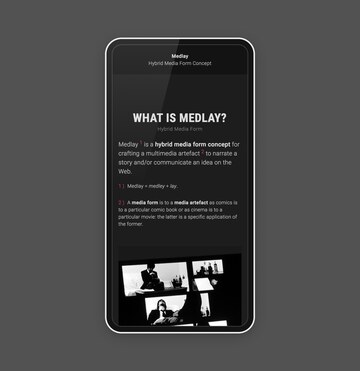 Medlay
Hybrid Media Form Concept
WHAT IS MEDLAY?
Hybrid Media Form
Medlay 1 is a hybrid media form concept for
crafting a multimedia artefact 2 to narrate a
story and/or communicate an idea on the
Web.
1 ) Medlay = medley + lay.
2 ) A media form is to a media artefact as comics is
to a particular comic book or as cinema is to a
particular movie: the latter is a specific application of
the former.